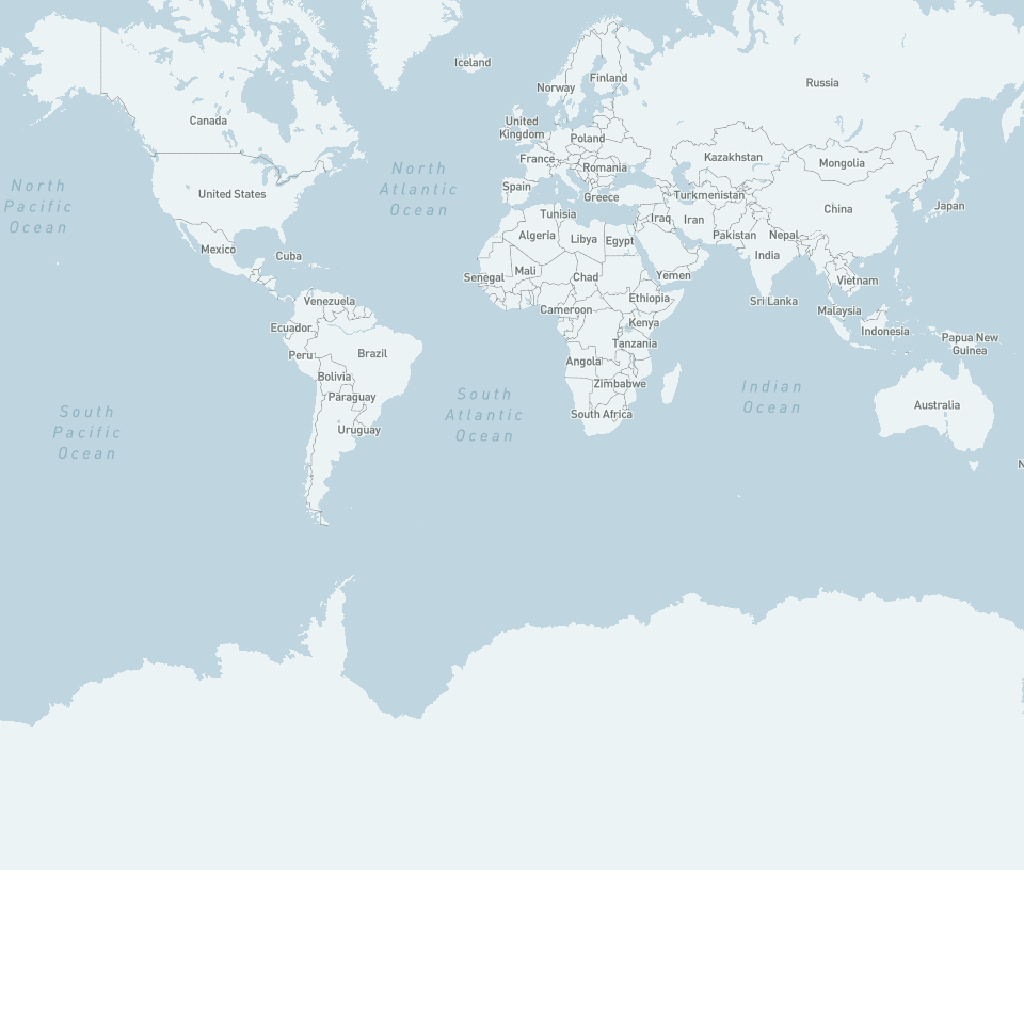 Iceland
Finland
Norway
Russia
Canada
United
Kingdom
Poland
France
Kazakhstan
Mongolia
Romania
North
Atlantic
Ocean
North
Pacific
Ocean
United States
Spain
Greece
Turkmenistan
China
Japan
Tunisia
Iraq
Iran
Algeria
Libya
Egypt
Pakistan
Nepal
Mexico
Cuba
India
Senegal
Mali
Chad
Yemen
Vietnam
Venezuela
Ethiopia
Sri Lanka
Cameroon
Malaysia
Ecuador
Kenya
Indonesia
Papua New
Guinea
Tanzania
Peru
Brazil
Angola
Bolivia
Zimbabwe
Paraguay
South
Atlantic
Ocean
Indian
Ocean
Australia
South
Pacific
Ocean
South Africa
Uruguay
N